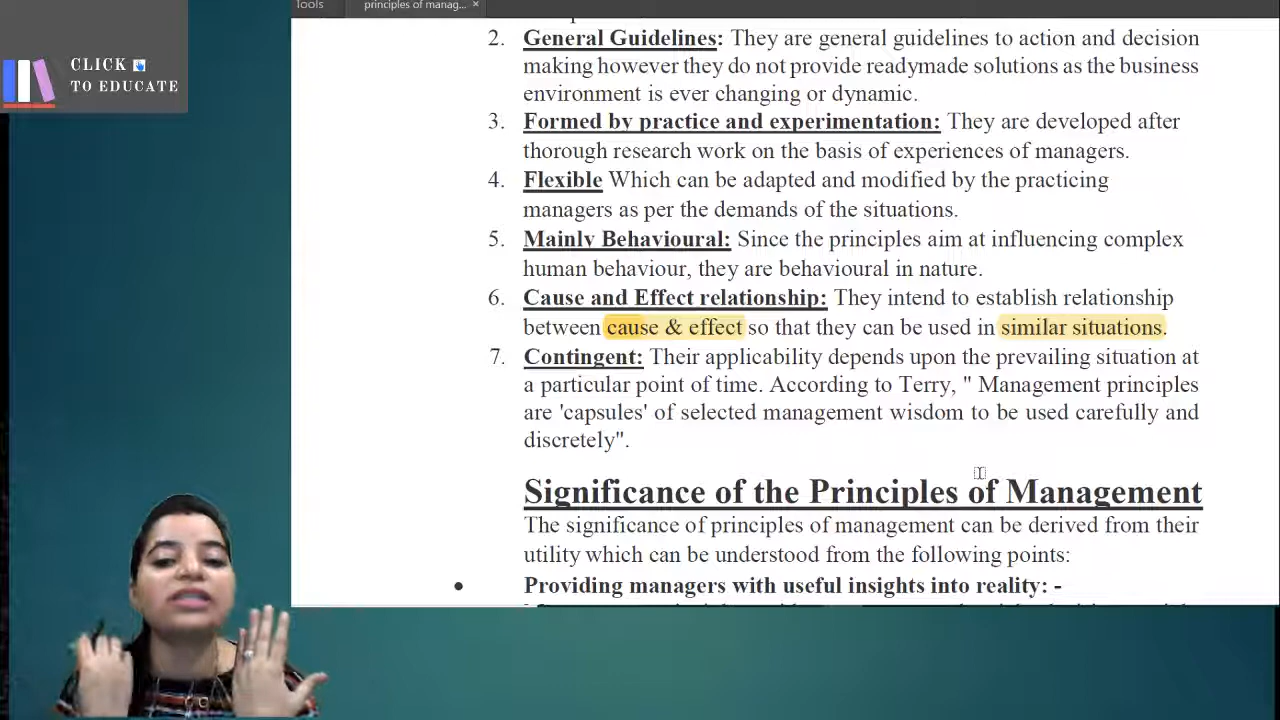 Tools
principles of manag... ×
CLICK
TO EDUCATE
2. General Guidelines: They are general guidelines to action and decision
making however they do not provide readymade solutions as the business
environment is ever changing or dynamic.
3. Formed by practice and experimentation: They are developed after
thorough research work on the basis of experiences of managers.
4. Flexible Which can be adapted and modified by the practicing
managers as per the demands of the situations.
5. Mainly Behavioural: Since the principles aim at influencing complex
human behaviour, they are behavioural in nature.
6. Cause and Effect relationship: They intend to establish relationship
between cause & effect so that they can be used in similar situations.
7. Contingent: Their applicability depends upon the prevailing situation at
a particular point of time. According to Terry, " Management principles
are 'capsules' of selected management wisdom to be used carefully and
discretely".
Significance of the Principles of Management
The significance of principles of management can be derived from their
utility which can be understood from the following points:
• Providing managers with useful insights into reality: -